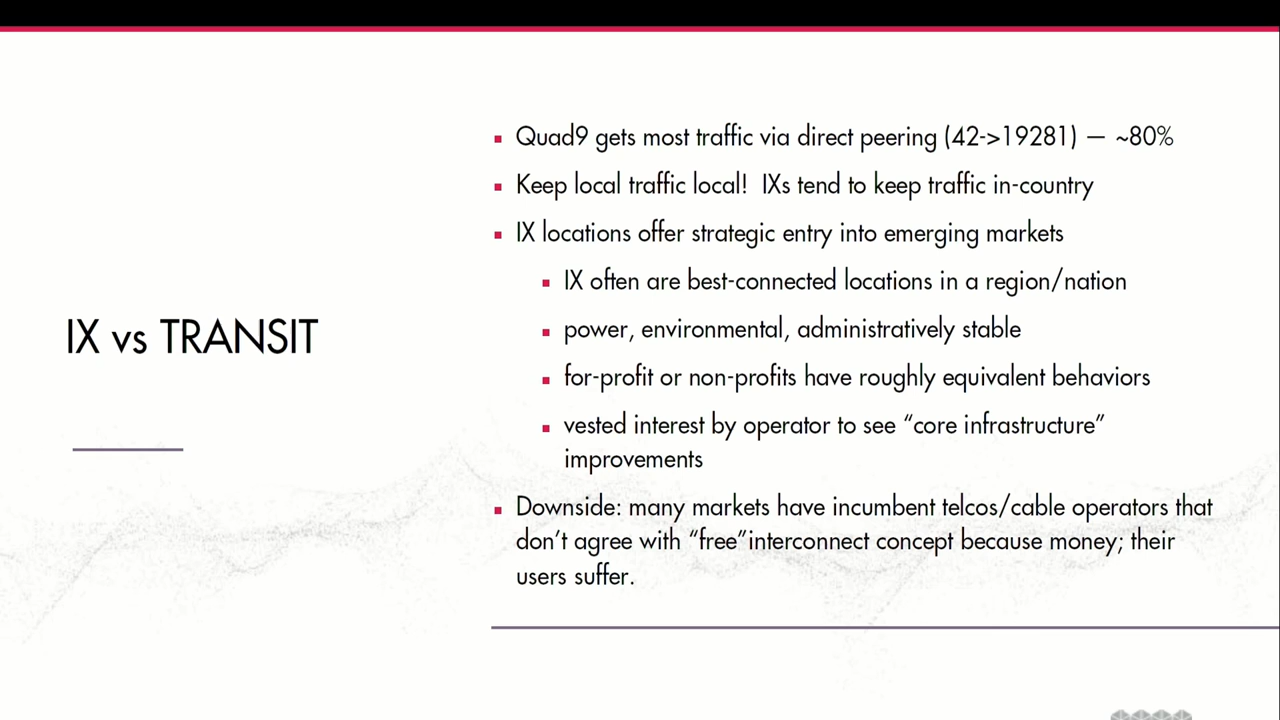 IX vs TRANSIT
Quad9 gets most traffic via direct peering (42->19281) — ~80%
Keep local traffic local!  IXs tend to keep traffic in-country
IX locations offer strategic entry into emerging markets
IX often are best-connected locations in a region/nation
power, environmental, administratively stable
for-profit or non-profits have roughly equivalent behaviors
vested interest by operator to see “core infrastructure”
improvements
Downside: many markets have incumbent telcos/cable operators that
don’t agree with “free”interconnect concept because money; their
users suffer.